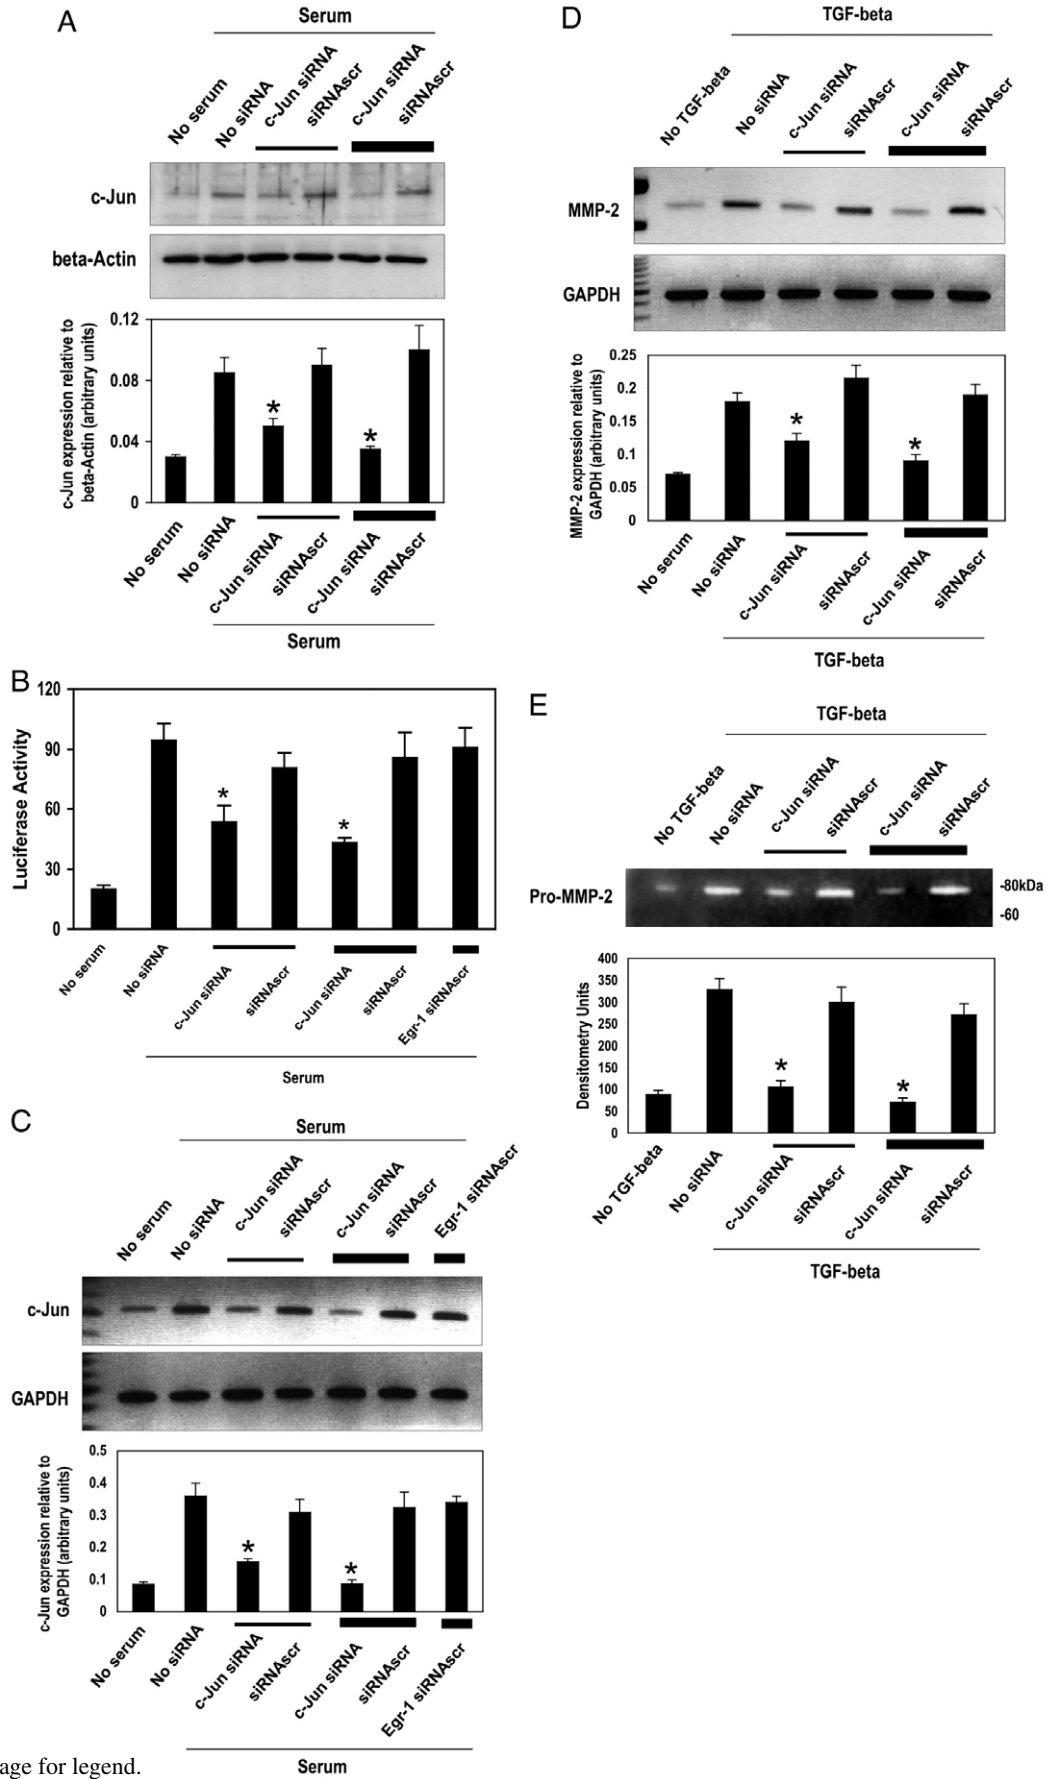 A
Serum
No serum
No siRNA
c-Jun siRNA
siRNAscr
c-Jun siRNA
siRNAscr
c-Jun
beta-Actin
c-Jun expression relative to
beta-Actin (arbitrary units)
0.12
0.08
0.04
0
*
*
No serum
No siRNA
c-Jun siRNA
siRNAscr
c-Jun siRNA
siRNAscr
Serum
B
Luciferase Activity
120
90
60
30
0
*
*
No serum
No siRNA
c-Jun siRNA
siRNAscr
c-Jun siRNA
siRNAscr
Egr-1 siRNAscr
Serum
C
Serum
No serum
No siRNA
c-Jun siRNA
siRNAscr
c-Jun siRNA
siRNAscr
Egr-1 siRNAscr
c-Jun
GAPDH
c-Jun expression relative to
GAPDH (arbitrary units)
0.5
0.4
0.3
0.2
0.1
0
*
*
No serum
No siRNA
c-Jun siRNA
siRNAscr
c-Jun siRNA
siRNAscr
Egr-1 siRNAscr
Serum
age for legend.
D
TGF-beta
No TGF-beta
No siRNA
c-Jun siRNA
siRNAscr
c-Jun siRNA
siRNAscr
MMP-2
GAPDH
MMP-2 expression relative to
GAPDH (arbitrary units)
0.25
0.2
0.15
0.1
0.05
0
*
*
No serum
No siRNA
c-Jun siRNA
siRNAscr
c-Jun siRNA
siRNAscr
TGF-beta
E
TGF-beta
No TGF-beta
No siRNA
c-Jun siRNA
siRNAscr
c-Jun siRNA
siRNAscr
Pro-MMP-2
-80kDa
-60
Densitometry Units
400
350
300
250
200
150
100
50
0
*
*
No TGF-beta
No siRNA
c-Jun siRNA
siRNAscr
c-Jun siRNA
siRNAscr
TGF-beta